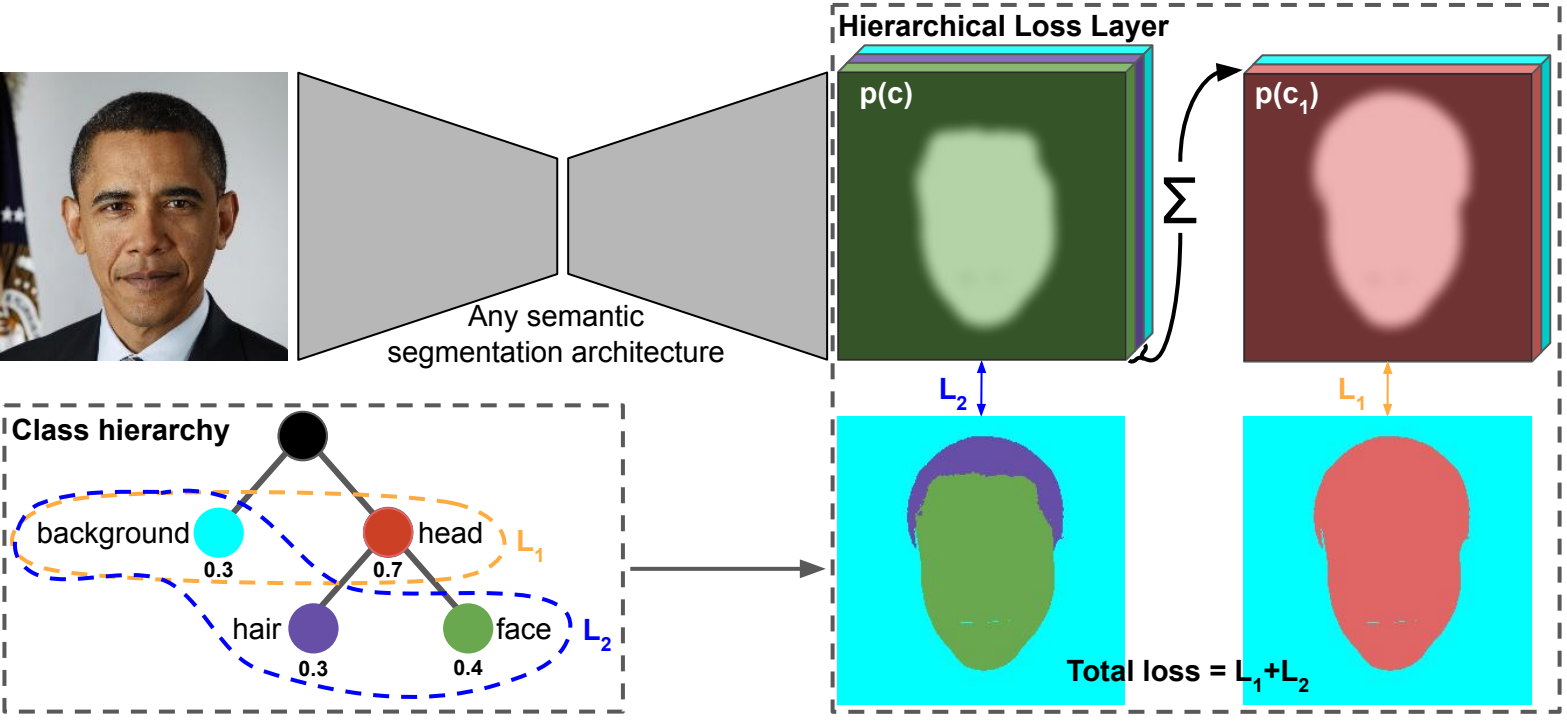 Hierarchical Loss Layer
p(c)
p(c₁)
Σ
Any semantic
segmentation architecture
L₂
L₁
Class hierarchy
background
head
L₁
0.3
0.7
hair
face
L₂
0.3
0.4
Total loss = L₁+L₂